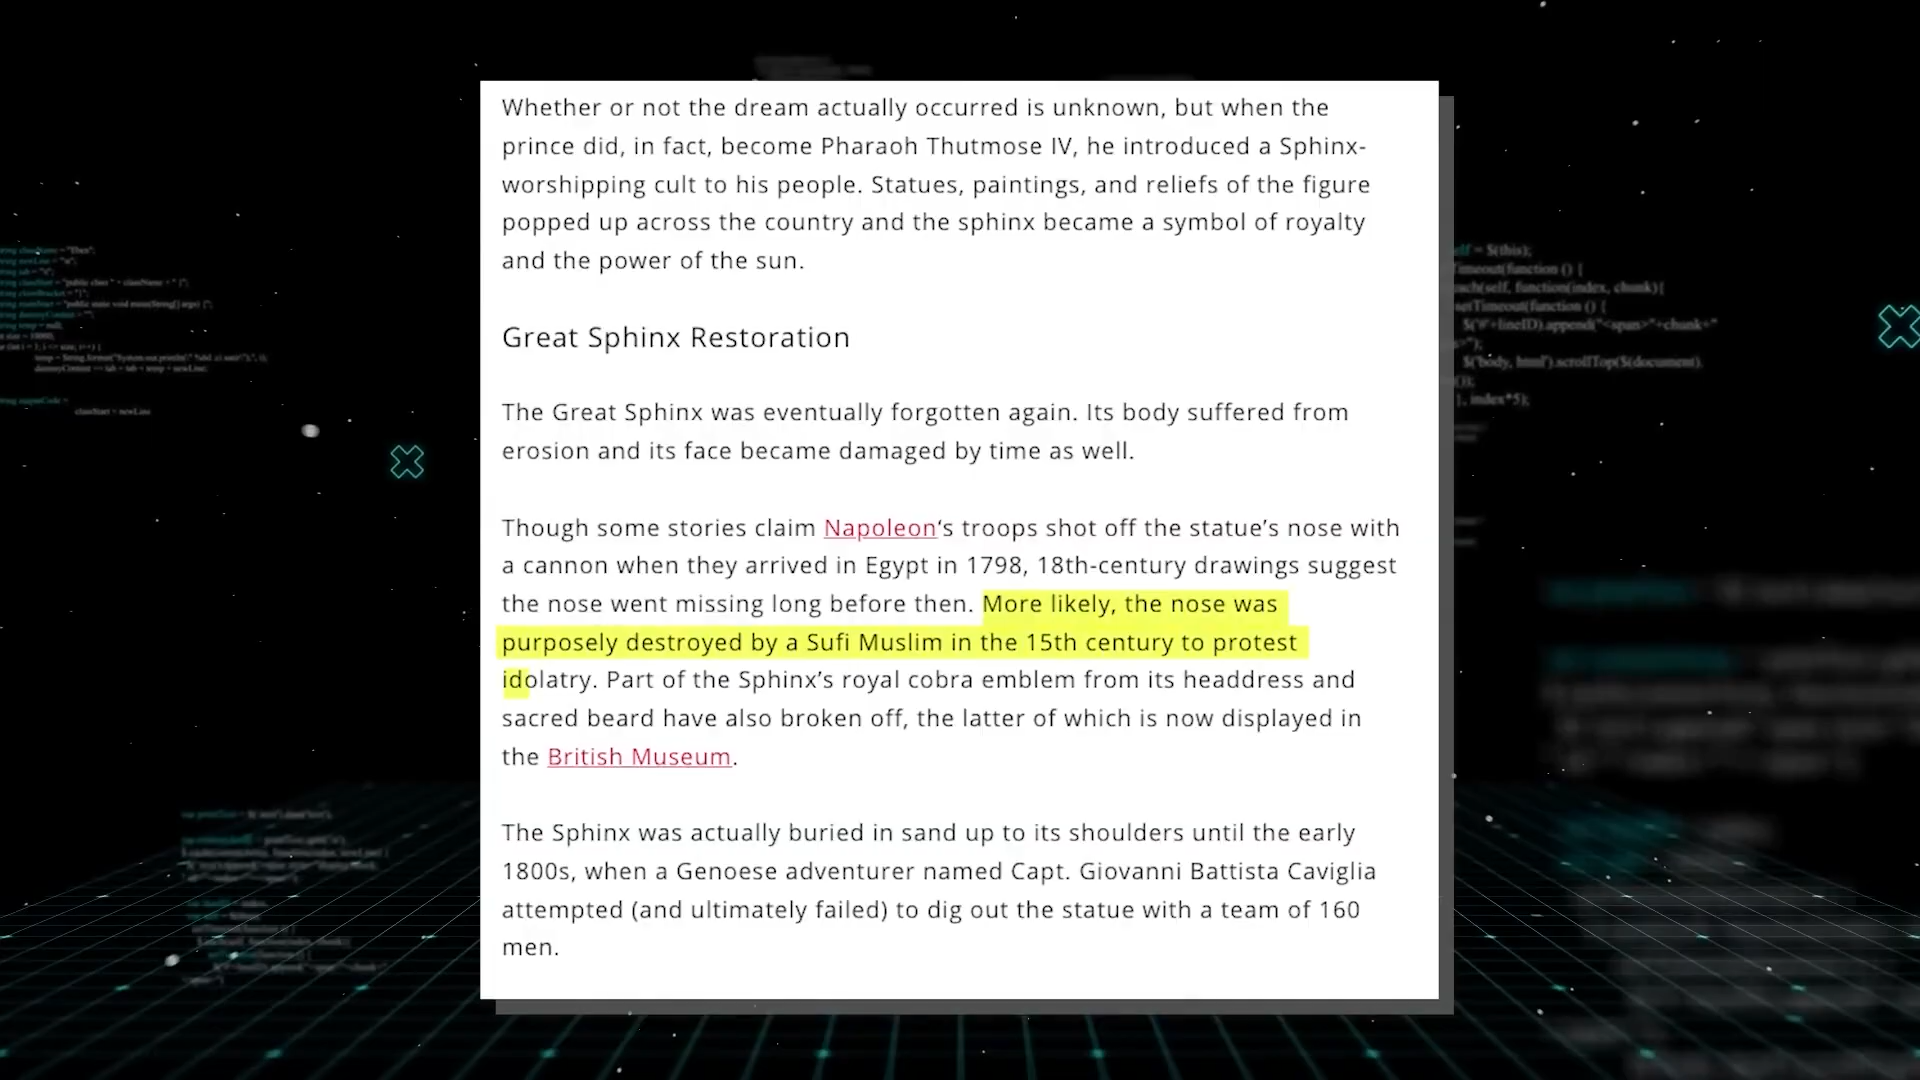 Whether or not the dream actually occurred is unknown, but when the
prince did, in fact, become Pharaoh Thutmose IV, he introduced a Sphinx-
worshipping cult to his people. Statues, paintings, and reliefs of the figure
popped up across the country and the sphinx became a symbol of royalty
and the power of the sun.
Great Sphinx Restoration
The Great Sphinx was eventually forgotten again. Its body suffered from
erosion and its face became damaged by time as well.
Though some stories claim Napoleon‘s troops shot off the statue’s nose with
a cannon when they arrived in Egypt in 1798, 18th-century drawings suggest
the nose went missing long before then. More likely, the nose was
purposely destroyed by a Sufi Muslim in the 15th century to protest
idolatry. Part of the Sphinx’s royal cobra emblem from its headdress and
sacred beard have also broken off, the latter of which is now displayed in
the British Museum.
The Sphinx was actually buried in sand up to its shoulders until the early
1800s, when a Genoese adventurer named Capt. Giovanni Battista Caviglia
attempted (and ultimately failed) to dig out the statue with a team of 160
men.
elf = $(this);
$('body, html').scrollTop($(document).
}, index*5);